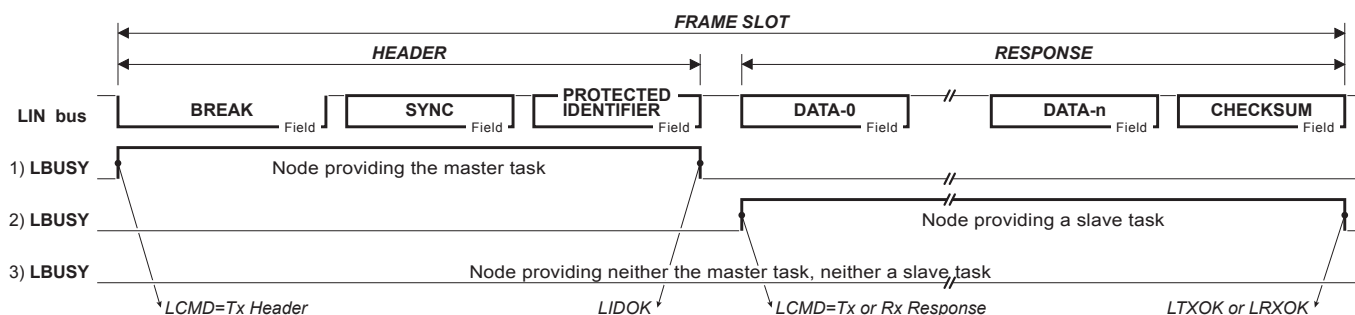 FRAME SLOT
HEADER
RESPONSE
LIN bus
BREAK
Field
SYNC
Field
PROTECTED
IDENTIFIER
Field
DATA-0
Field
DATA-n
Field
CHECKSUM
Field
1) LBUSY
Node providing the master task
2) LBUSY
Node providing a slave task
3) LBUSY
Node providing neither the master task, neither a slave task
LCMD=Tx Header
LIDOK
LCMD=Tx or Rx Response
LTXOK or LRXOK